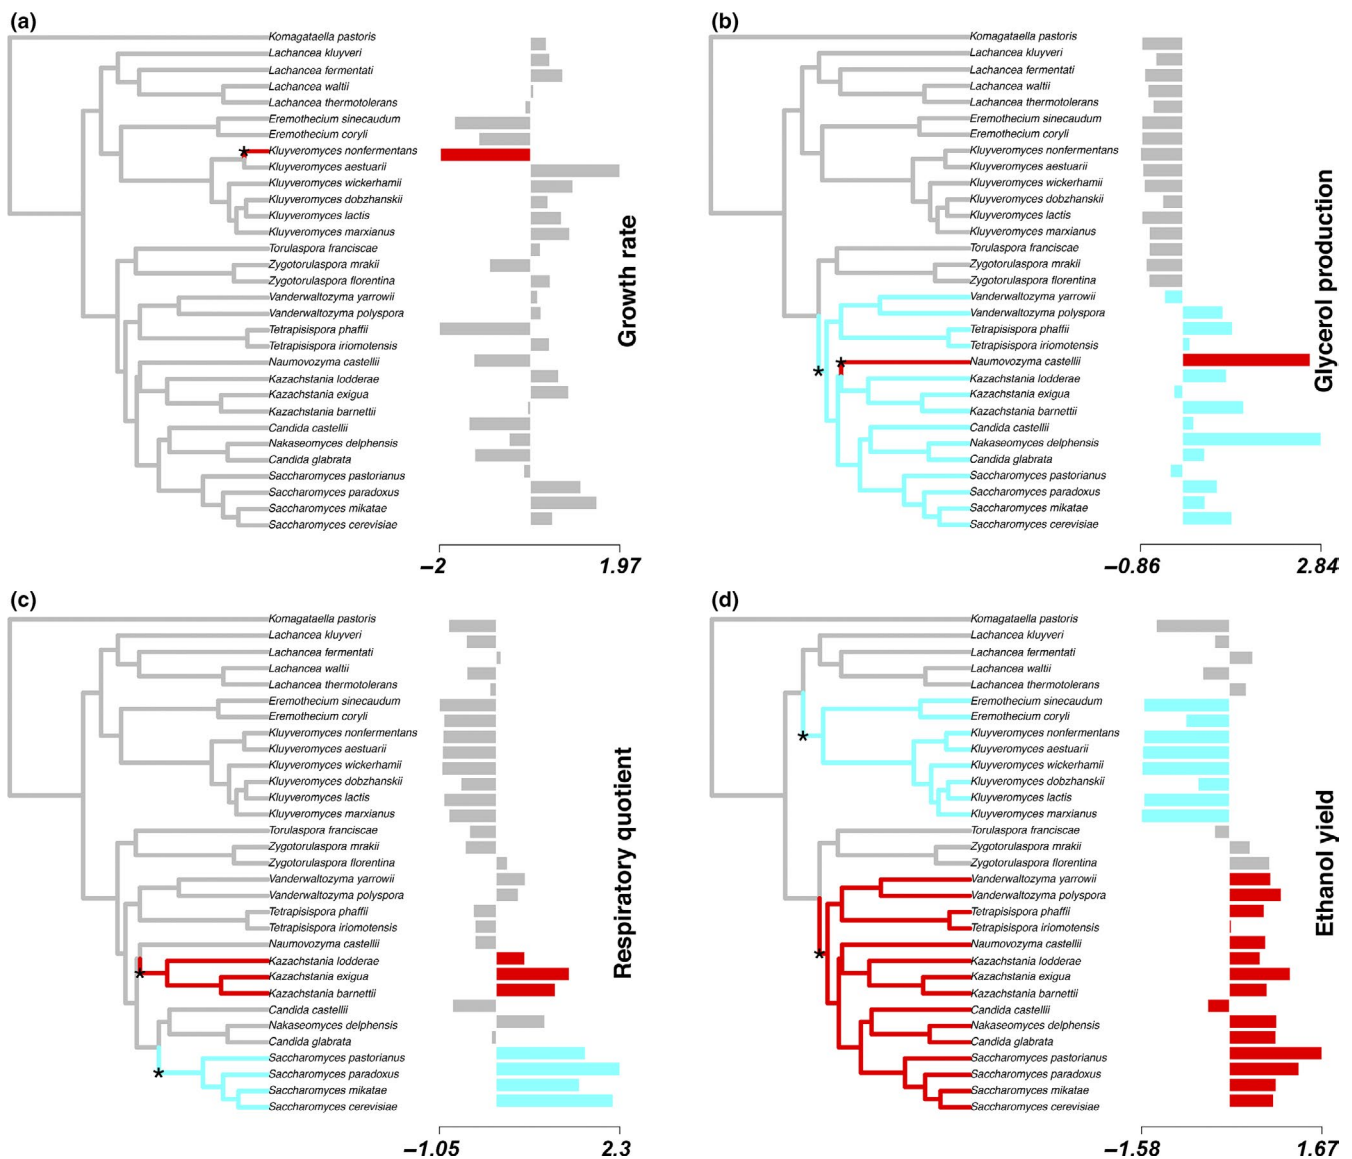 (a)
Komagataella pastoris
Lachancea kluyveri
Lachancea fermentati
Lachancea waltii
Lachancea thermotolerans
Eremothecium sinecaudum
Eremothecium coryli
Kluyveromyces nonfermentans
Kluyveromyces aestuarii
Kluyveromyces wickerhamii
Kluyveromyces dobzhanskii
Kluyveromyces lactis
Kluyveromyces marxianus
Torulaspora franciscae
Zygotorulaspora mrakii
Zygotorulaspora florentina
Vanderwaltozyma yarrowii
Vanderwaltozyma polyspora
Tetrapisispora phaffii
Tetrapisispora iriomotensis
Naumovozyma castellii
Kazachstania lodderae
Kazachstania exigua
Kazachstania barnettii
Candida castellii
Nakaseomyces delphensis
Candida glabrata
Saccharomyces pastorianus
Saccharomyces paradoxus
Saccharomyces mikatae
Saccharomyces cerevisiae
Growth rate
–2 1.97
(b)
Komagataella pastoris
Lachancea kluyveri
Lachancea fermentati
Lachancea waltii
Lachancea thermotolerans
Eremothecium sinecaudum
Eremothecium coryli
Kluyveromyces nonfermentans
Kluyveromyces aestuarii
Kluyveromyces wickerhamii
Kluyveromyces dobzhanskii
Kluyveromyces lactis
Kluyveromyces marxianus
Torulaspora franciscae
Zygotorulaspora mrakii
Zygotorulaspora florentina
Vanderwaltozyma yarrowii
Vanderwaltozyma polyspora
Tetrapisispora phaffii
Tetrapisispora iriomotensis
Naumovozyma castellii
Kazachstania lodderae
Kazachstania exigua
Kazachstania barnettii
Candida castellii
Nakaseomyces delphensis
Candida glabrata
Saccharomyces pastorianus
Saccharomyces paradoxus
Saccharomyces mikatae
Saccharomyces cerevisiae
Glycerol production
–0.86 2.84
(c)
Komagataella pastoris
Lachancea kluyveri
Lachancea fermentati
Lachancea waltii
Lachancea thermotolerans
Eremothecium sinecaudum
Eremothecium coryli
Kluyveromyces nonfermentans
Kluyveromyces aestuarii
Kluyveromyces wickerhamii
Kluyveromyces dobzhanskii
Kluyveromyces lactis
Kluyveromyces marxianus
Torulaspora franciscae
Zygotorulaspora mrakii
Zygotorulaspora florentina
Vanderwaltozyma yarrowii
Vanderwaltozyma polyspora
Tetrapisispora phaffii
Tetrapisispora iriomotensis
Naumovozyma castellii
Kazachstania lodderae
Kazachstania exigua
Kazachstania barnettii
Candida castellii
Nakaseomyces delphensis
Candida glabrata
Saccharomyces pastorianus
Saccharomyces paradoxus
Saccharomyces mikatae
Saccharomyces cerevisiae
Respiratory quotient
–1.05 2.3
(d)
Komagataella pastoris
Lachancea kluyveri
Lachancea fermentati
Lachancea waltii
Lachancea thermotolerans
Eremothecium sinecaudum
Eremothecium coryli
Kluyveromyces nonfermentans
Kluyveromyces aestuarii
Kluyveromyces wickerhamii
Kluyveromyces dobzhanskii
Kluyveromyces lactis
Kluyveromyces marxianus
Torulaspora franciscae
Zygotorulaspora mrakii
Zygotorulaspora florentina
Vanderwaltozyma yarrowii
Vanderwaltozyma polyspora
Tetrapisispora phaffii
Tetrapisispora iriomotensis
Naumovozyma castellii
Kazachstania lodderae
Kazachstania exigua
Kazachstania barnettii
Candida castellii
Nakaseomyces delphensis
Candida glabrata
Saccharomyces pastorianus
Saccharomyces paradoxus
Saccharomyces mikatae
Saccharomyces cerevisiae
Ethanol yield
–1.58 1.67